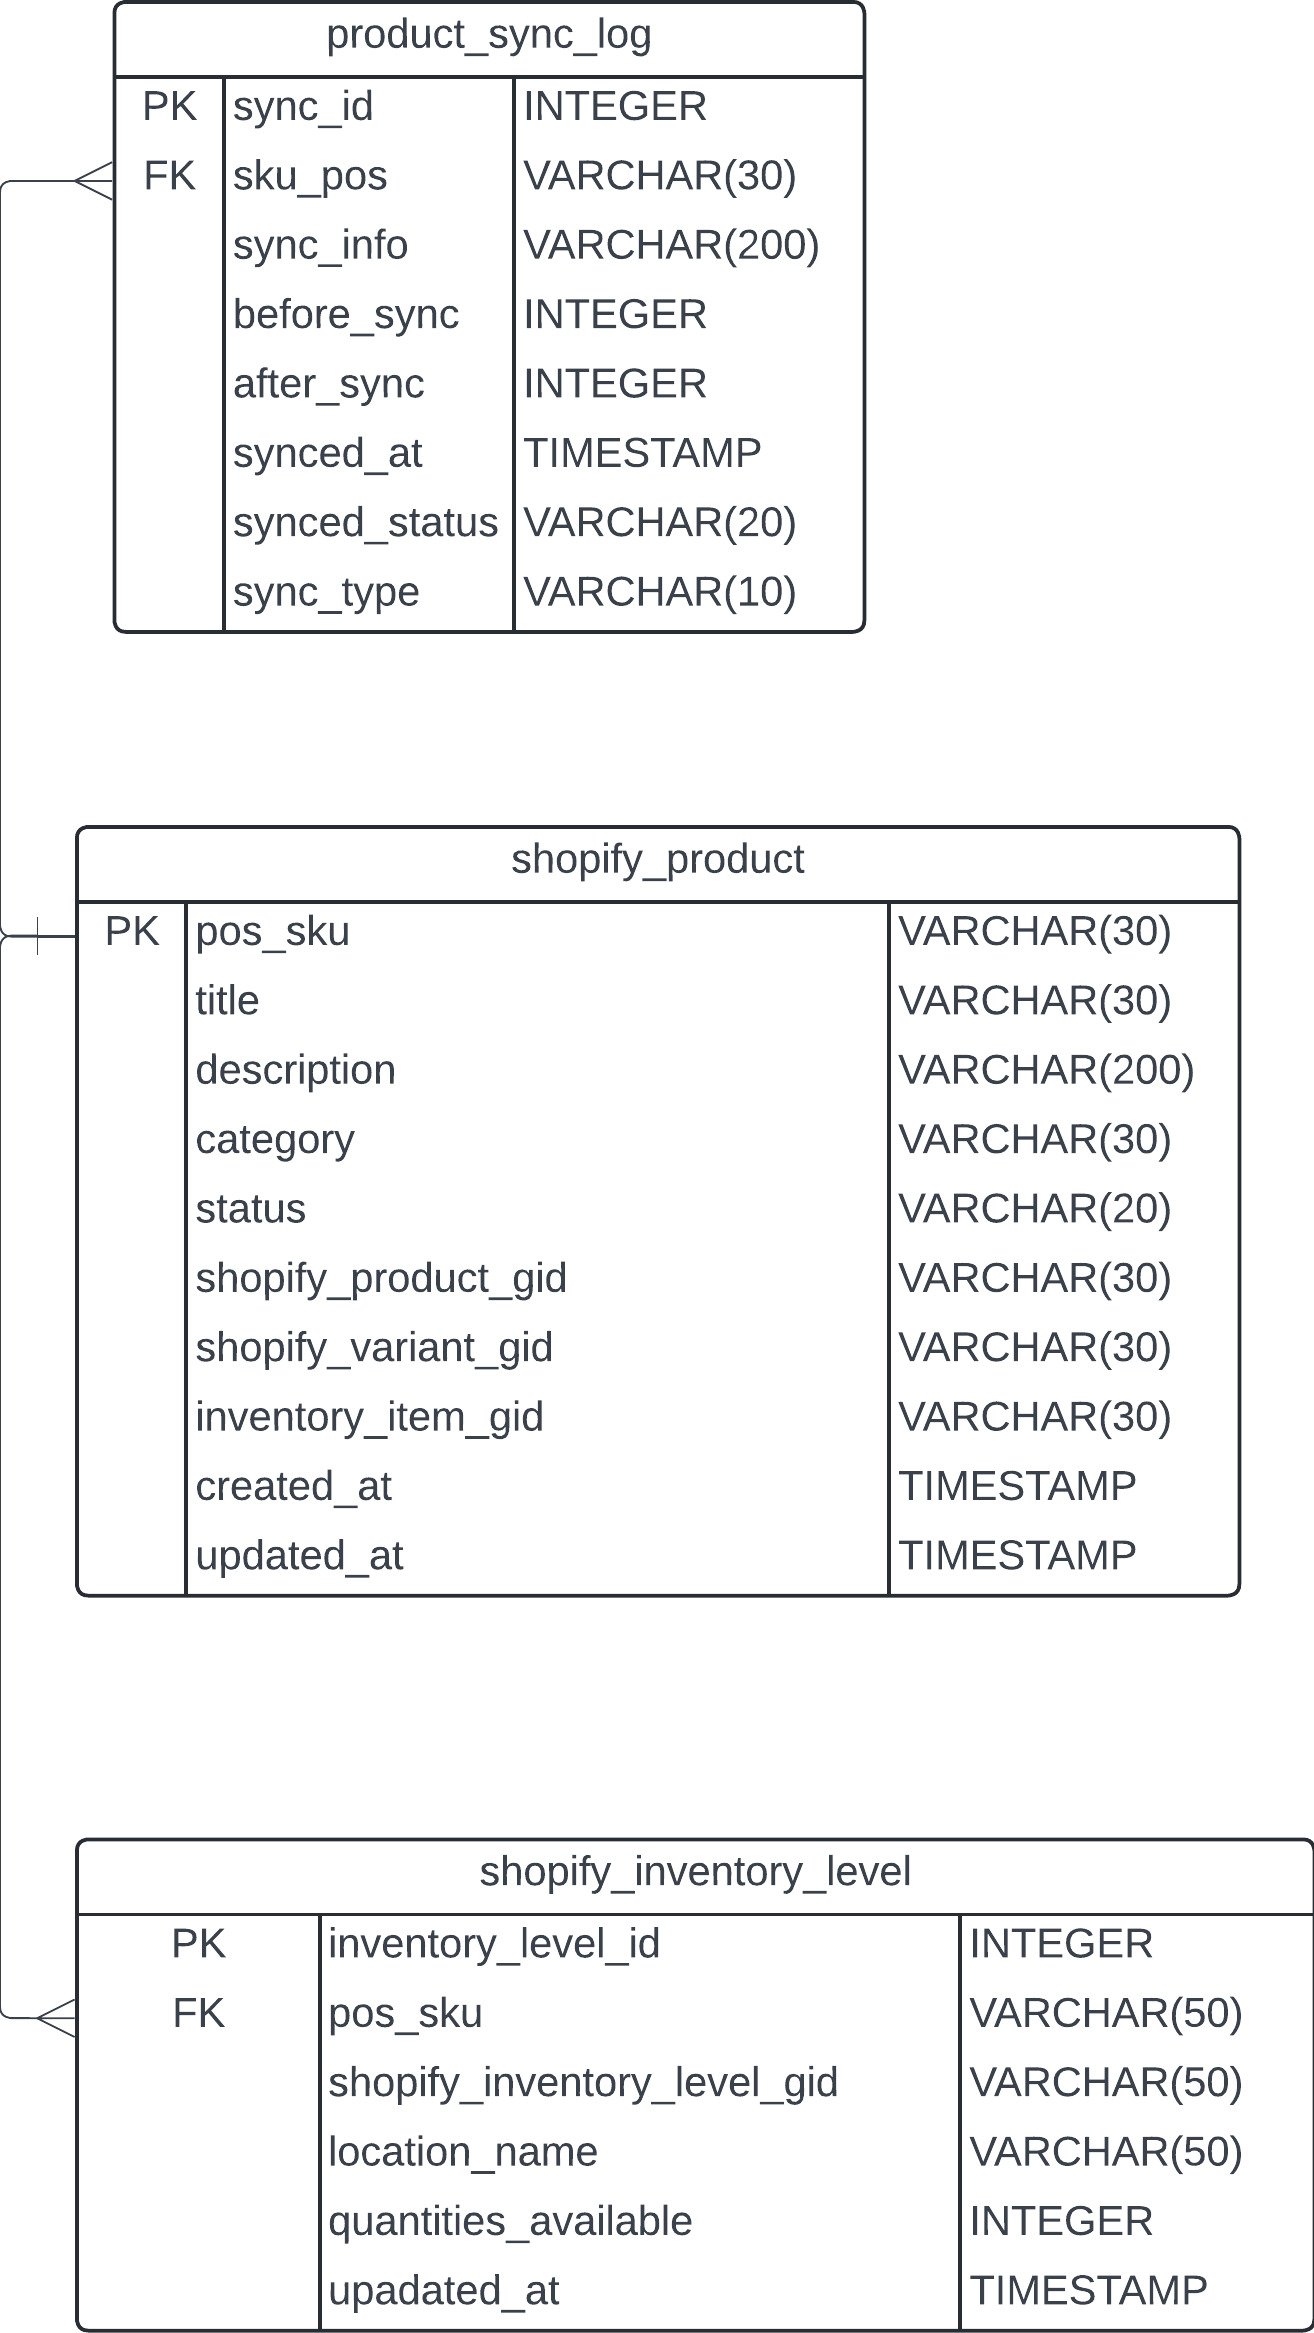 product_sync_log
PK sync_id INTEGER
FK sku_pos VARCHAR(30)
sync_info VARCHAR(200)
before_sync INTEGER
after_sync INTEGER
synced_at TIMESTAMP
synced_status VARCHAR(20)
sync_type VARCHAR(10)
shopify_product
PK pos_sku VARCHAR(30)
title VARCHAR(30)
description VARCHAR(200)
category VARCHAR(30)
status VARCHAR(20)
shopify_product_gid VARCHAR(30)
shopify_variant_gid VARCHAR(30)
inventory_item_gid VARCHAR(30)
created_at TIMESTAMP
updated_at TIMESTAMP
shopify_inventory_level
PK inventory_level_id INTEGER
FK pos_sku VARCHAR(50)
shopify_inventory_level_gid VARCHAR(50)
location_name VARCHAR(50)
quantities_available INTEGER
upadated_at TIMESTAMP